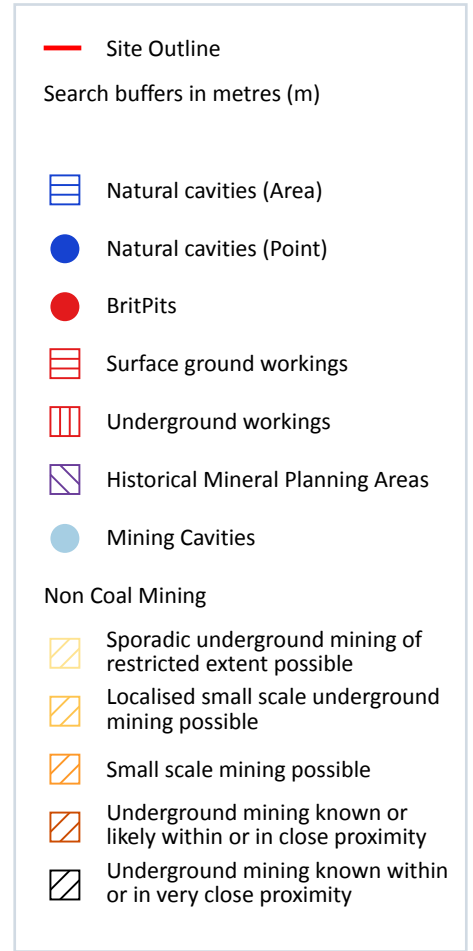 Site Outline
Search buffers in metres (m)
Natural cavities (Area)
Natural cavities (Point)
BritPits
Surface ground workings
Underground workings
Historical Mineral Planning Areas
Mining Cavities
Non Coal Mining
Sporadic underground mining of
restricted extent possible
Localised small scale underground
mining possible
Small scale mining possible
Underground mining known or
likely within or in close proximity
Underground mining known within
or in very close proximity